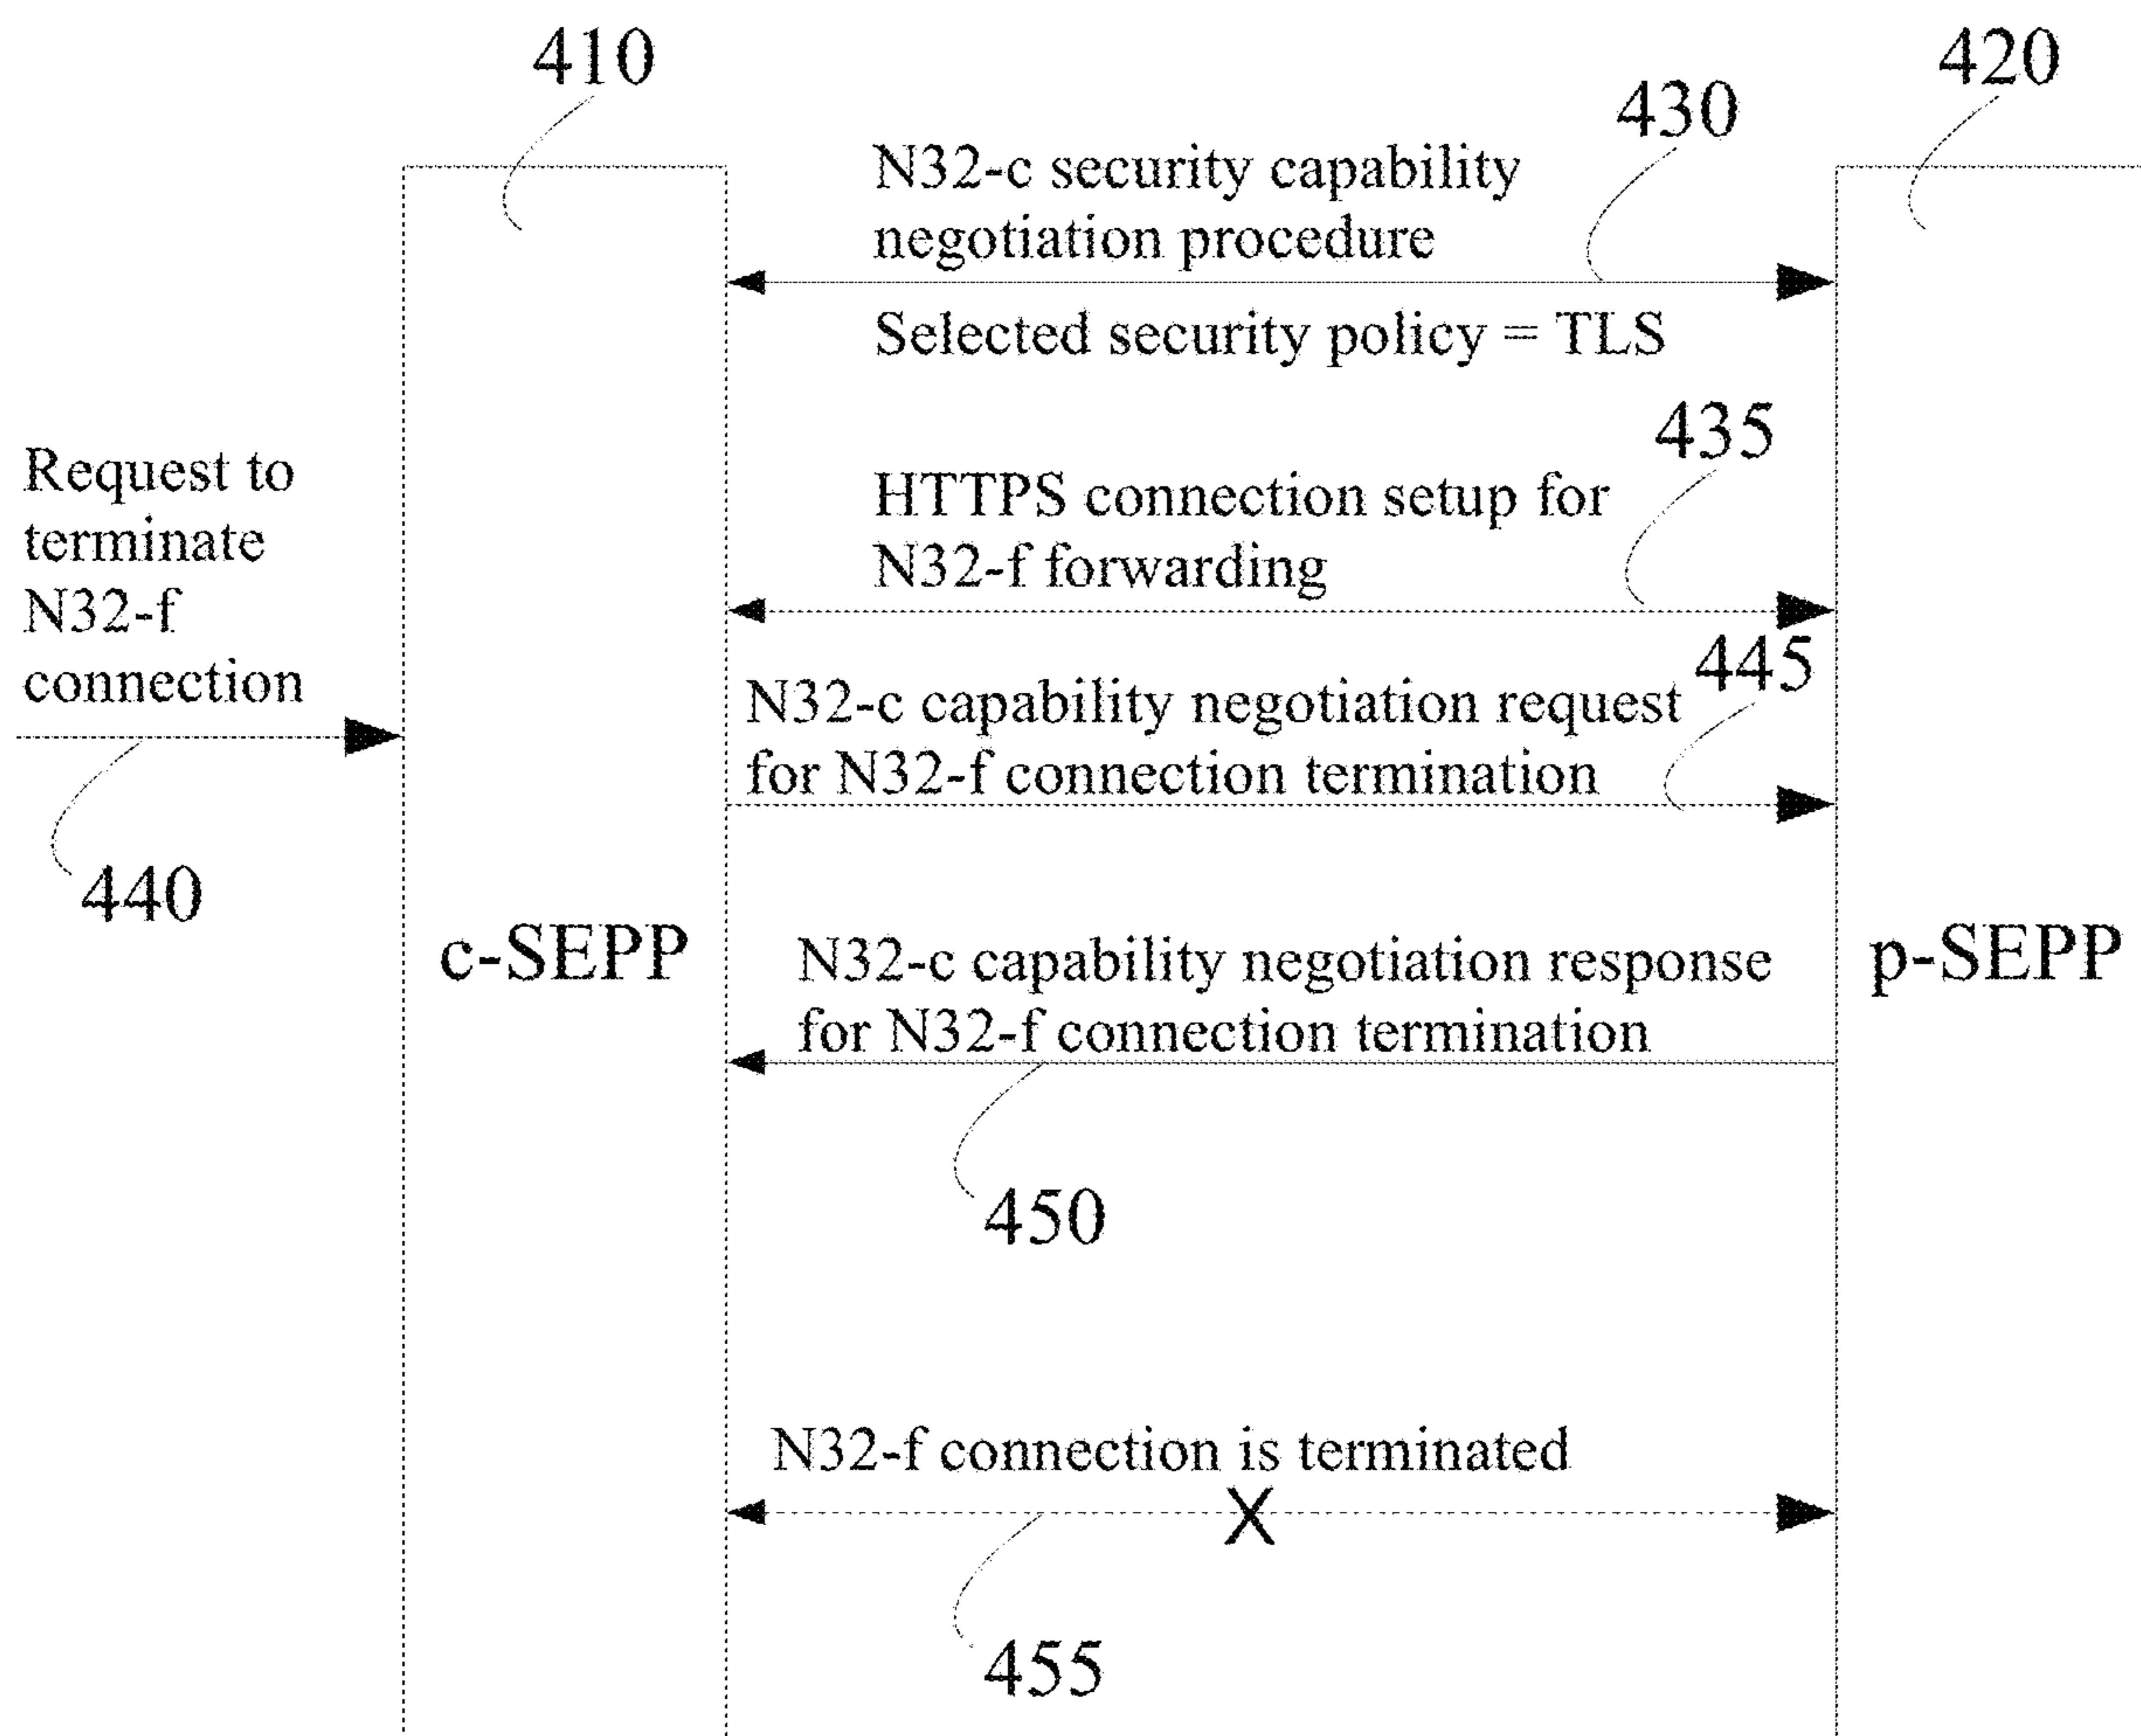 410
420
430
N32-c security capability
negotiation procedure
Selected security policy = TLS
435
HTTPS connection setup for
N32-f forwarding
Request to
terminate
N32-f
connection
440
445
N32-c capability negotiation request
for N32-f connection termination
c-SEPP
p-SEPP
N32-c capability negotiation response
for N32-f connection termination
450
N32-f connection is terminated
X
455